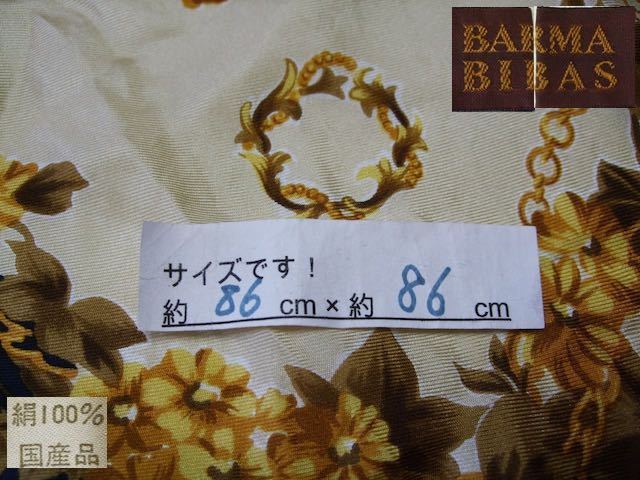 BARMA
BIBAS
サイズです！
約 86 cm × 約 86 cm
絹100%
国産品